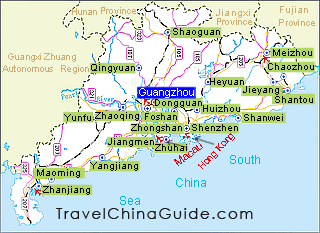 Hunan Province
Jiangxi
Province
Fujian
Province
Shaoguan
Guangxi Zhuang
Autonomous Region
Qingyuan
Meizhou
Chaozhou
Heyuan
Guangzhou
Jieyang
Shantou
Dongguan
Zhaoqing
Huizhou
Yunfu
Foshan
Shanwei
Zhongshan
Shenzhen
Jiangmen
Zhuhai
Macau
Hong Kong
South
Yangjiang
Maoming
China
Zhanjiang
Sea
TravelChinaGuide.com